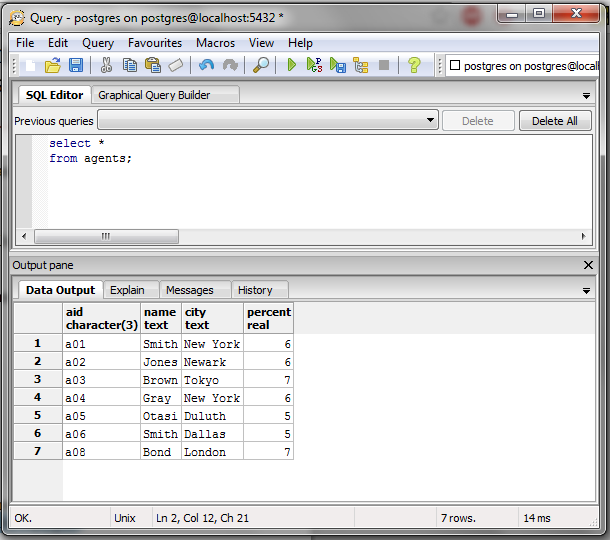 Query - postgres on postgres@localhost:5432 *
File Edit Query Favourites Macros View Help
postgres on postgres@locall
SQL Editor Graphical Query Builder
Previous queries Delete Delete All
select *
from agents;
Output pane
Data Output Explain Messages History
aid name city percent
character(3) text text real
1 a01 Smith New York 6
2 a02 Jones Newark 6
3 a03 Brown Tokyo 7
4 a04 Gray New York 6
5 a05 Otasi Duluth 5
6 a06 Smith Dallas 5
7 a08 Bond London 7
OK. Unix Ln 2, Col 12, Ch 21 7 rows. 14 ms